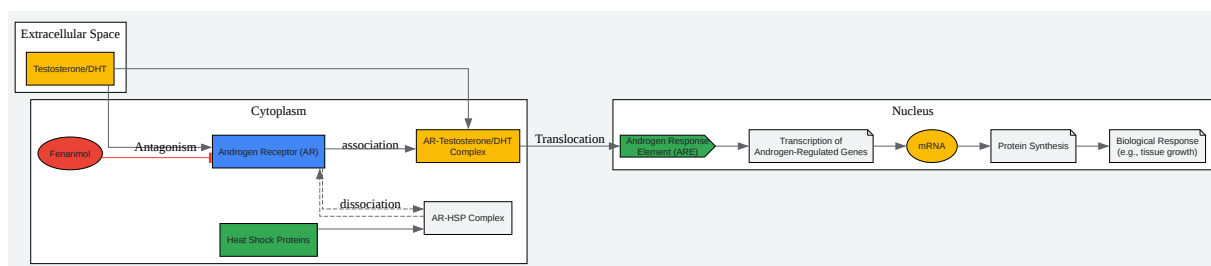 Extracellular Space
Testosterone/DHT
Cytoplasm
Fenarimol
Antagonism
Androgen Receptor (AR)
association
AR-Testosterone/DHT
Complex
dissociation
AR-HSP Complex
Heat Shock Proteins
Translocation
Nucleus
Androgen Response
Element (ARE)
Transcription of
Androgen-Regulated Genes
mRNA
Protein Synthesis
Biological Response
(e.g., tissue growth)